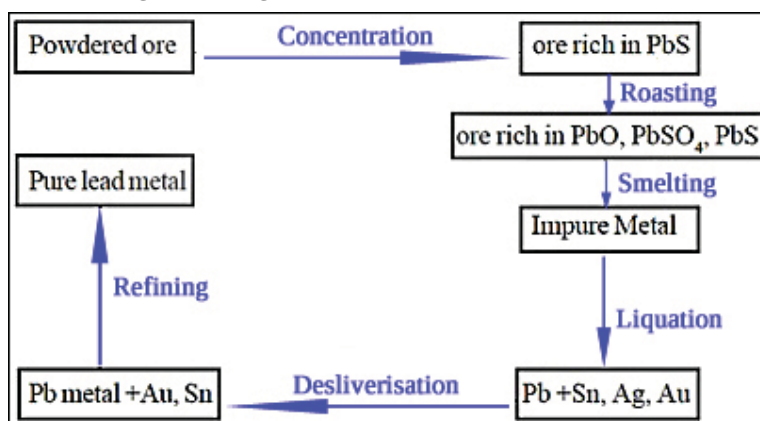 Powdered ore
Concentration
ore rich in PbS
Roasting
ore rich in PbO, PbSO₄, PbS
Smelting
Impure Metal
Liquation
Pb +Sn, Ag, Au
Desliverisation
Pb metal +Au, Sn
Refining
Pure lead metal